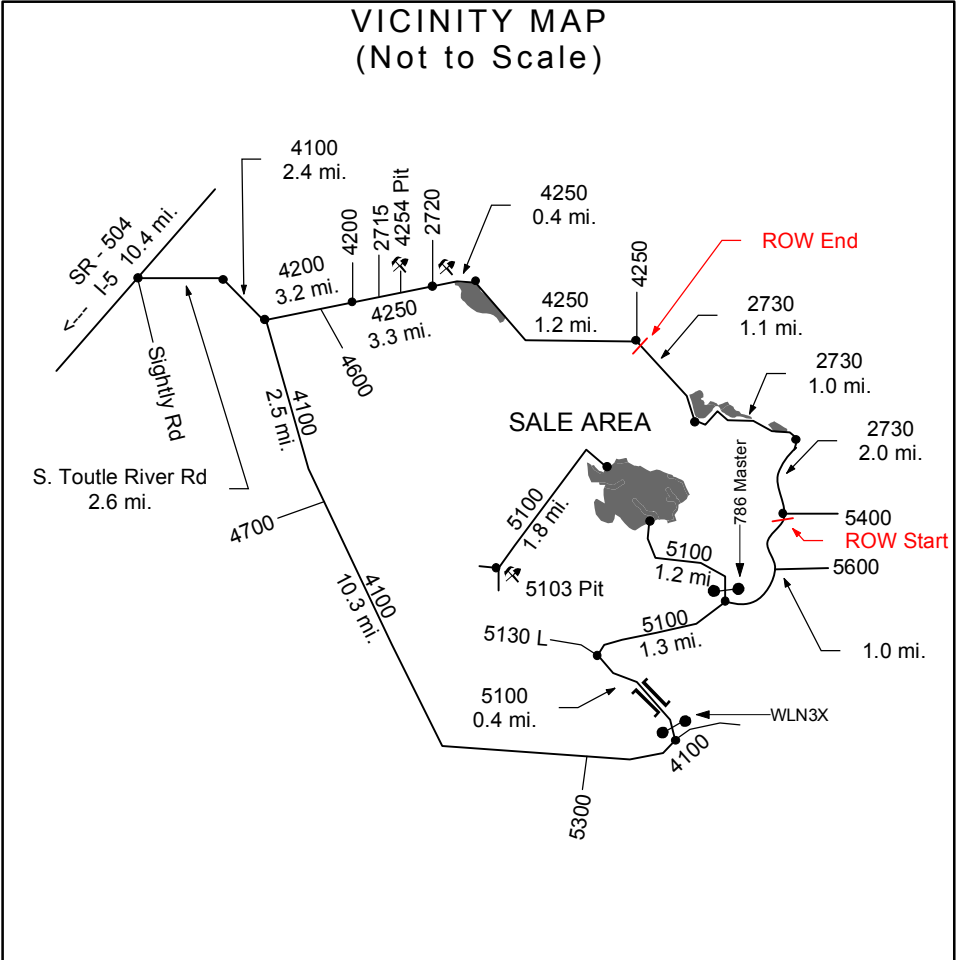 VICINITY MAP
(Not to Scale)
4100
2.4 mi.
SR - 504
<--- I-5 10.4 mi.
4200
3.2 mi.
4200
2715
4254 Pit
2720
4250
0.4 mi.
4250
3.3 mi.
4250
1.2 mi.
4250
ROW End
2730
1.1 mi.
2730
1.0 mi.
2730
2.0 mi.
Sightly Rd
4600
4100
2.5 mi.
S. Toutle River Rd
2.6 mi.
SALE AREA
786 Master
5400
ROW Start
5600
5100
1.8 mi.
5103 Pit
5100
1.2 mi
4700
4100
10.3 mi.
5130 L
5100
1.3 mi.
1.0 mi.
5100
0.4 mi.
WLN3X
4100
5300